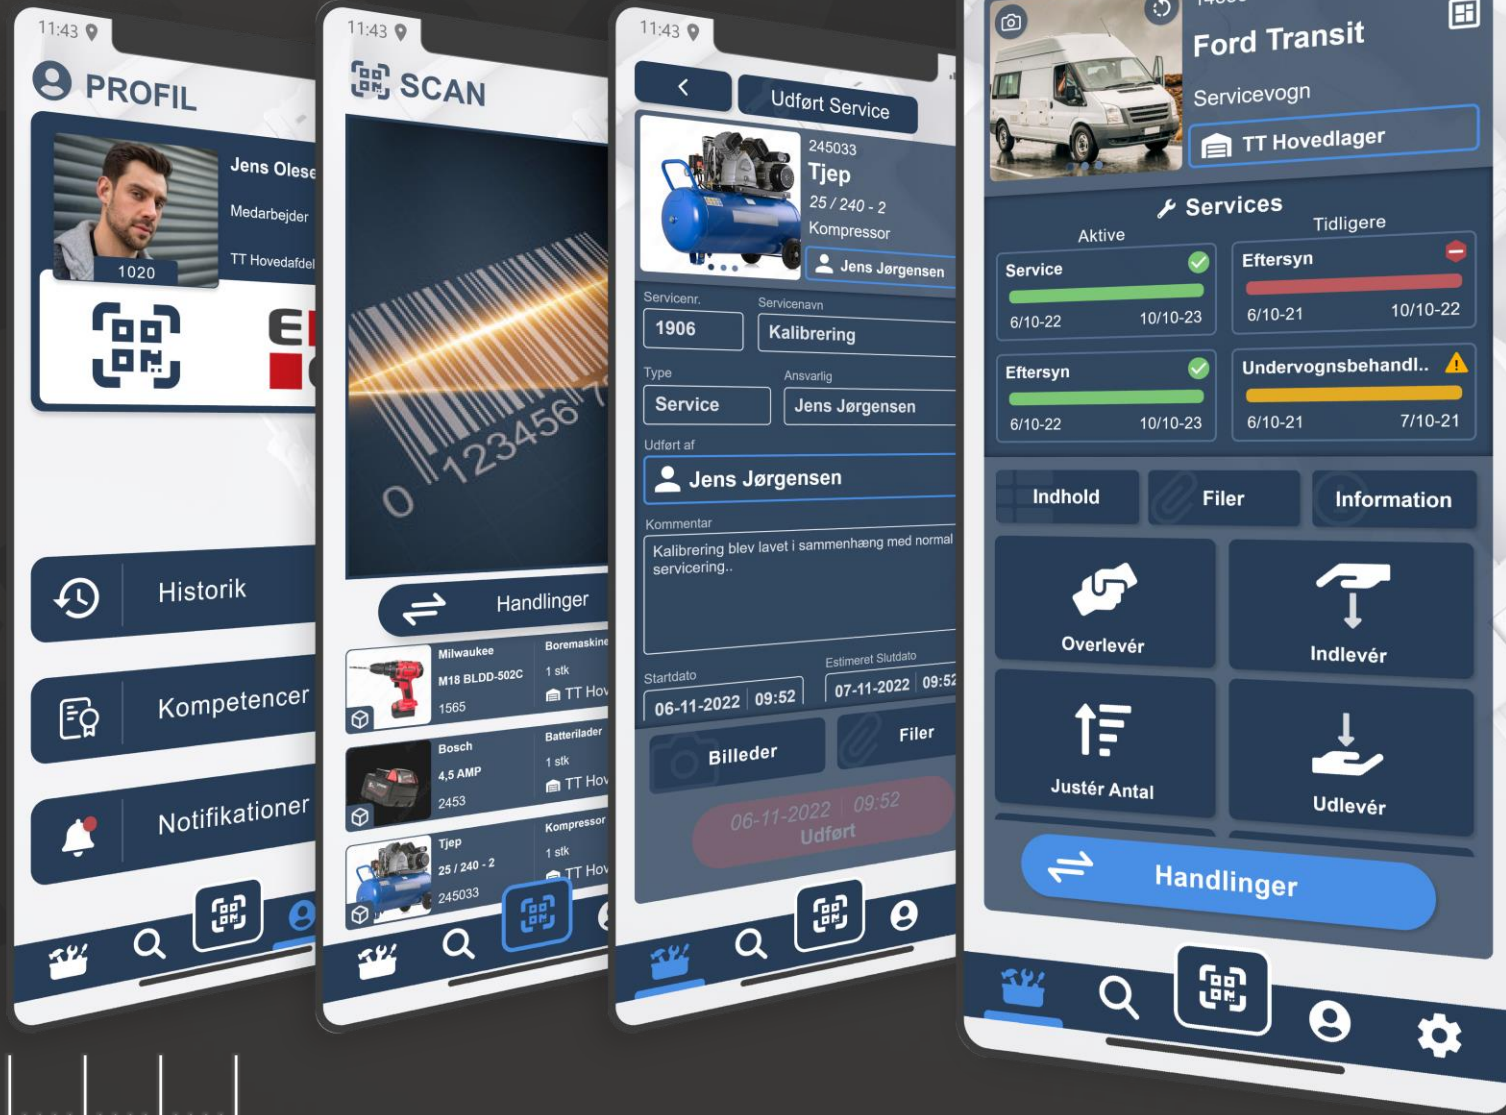 11:43
PROFIL
Jens Olese
Medarbejder
TT Hovedafdel
1020
Historik
Kompetencer
Notifikationer
11:43
SCAN
0 123456 7
Handlinger
Milwaukee
M18 BLDD-502C
1565
Boremaskine
1 stk
TT Hov
Bosch
4,5 AMP
2453
Batterilader
1 stk
TT Hov
Tjep
25 / 240 - 2
245033
Kompressor
1 stk
TT Hov
11:43
Udført Service
245033
Tjep
25 / 240 - 2
Kompressor
Jens Jørgensen
Servicenr.
1906
Servicenavn
Kalibrering
Type
Service
Ansvarlig
Jens Jørgensen
Udført af
Jens Jørgensen
Kommentar
Kalibrering blev lavet i sammenhæng med normal
servicering..
Startdato
06-11-2022 09:52
Estimeret Slutdato
07-11-2022 09:52
Billeder
Filer
06-11-2022 09:52
Udført
Ford Transit
Servicevogn
TT Hovedlager
Services
Aktive
Tidligere
Service
6/10-22 10/10-23
Eftersyn
6/10-21 10/10-22
Eftersyn
6/10-22 10/10-23
Undervognsbehandl..
6/10-21 7/10-21
Indhold
Filer
Information
Overlevér
Indlevér
Justér Antal
Udlevér
Handlinger